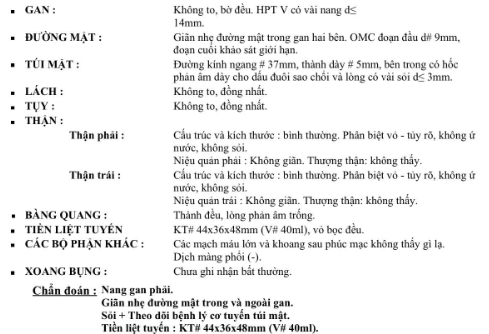 ▪ GAN : Không to, bờ đều. HPT V có vài nang d≤
14mm.
▪ ĐƯỜNG MẬT : Giãn nhẹ đường mật trong gan hai bên. OMC đoạn đầu d# 9mm,
đoạn cuối khảo sát giới hạn.
▪ TÚI MẬT : Đường kính ngang # 37mm, thành dày # 5mm, bên trong có hốc
phản âm dày cho dấu đuôi sao chổi và lòng có vài sỏi d≤ 3mm.
▪ LÁCH : Không to, đồng nhất.
▪ TỤY : Không to, đồng nhất.
▪ THẬN :
Thận phải : Cấu trúc và kích thước : bình thường. Phân biệt vỏ - tủy rõ, không ứ
nước, không sỏi.
Niệu quản phải : Không giãn. Thượng thận: không thấy.
Thận trái : Cấu trúc và kích thước : bình thường. Phân biệt vỏ - tủy rõ, không ứ
nước, không sỏi.
Niệu quản trái : Không giãn. Thượng thận: không thấy.
▪ BÀNG QUANG : Thành đều, lòng phản âm trống.
▪ TIỀN LIỆT TUYẾN KT# 44x36x48mm (V# 40ml), vỏ bọc đều.
▪ CÁC BỘ PHẬN KHÁC : Các mạch máu lớn và khoang sau phúc mạc không thấy gì lạ.
Dịch màng phổi (-).
▪ XOANG BỤNG : Chưa ghi nhận bất thường.
Chẩn đoán : Nang gan phải.
Giãn nhẹ đường mật trong và ngoài gan.
Sỏi + Theo dõi bệnh lý cơ tuyến túi mật.
Tiền liệt tuyến : KT# 44x36x48mm (V# 40ml).